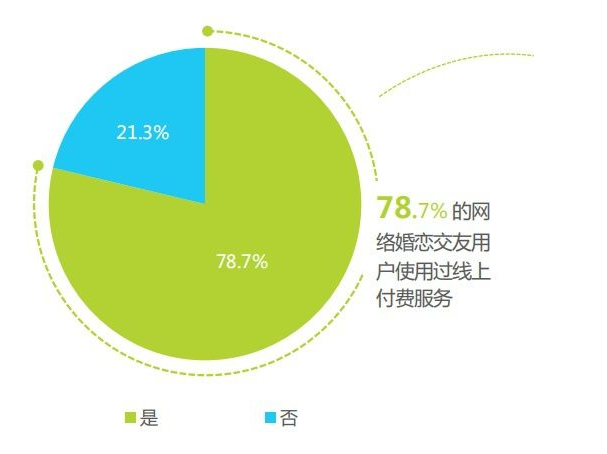 21.3%
78.7%
78.7% 的网
络婚恋交友用
户使用过线上
付费服务
是 否